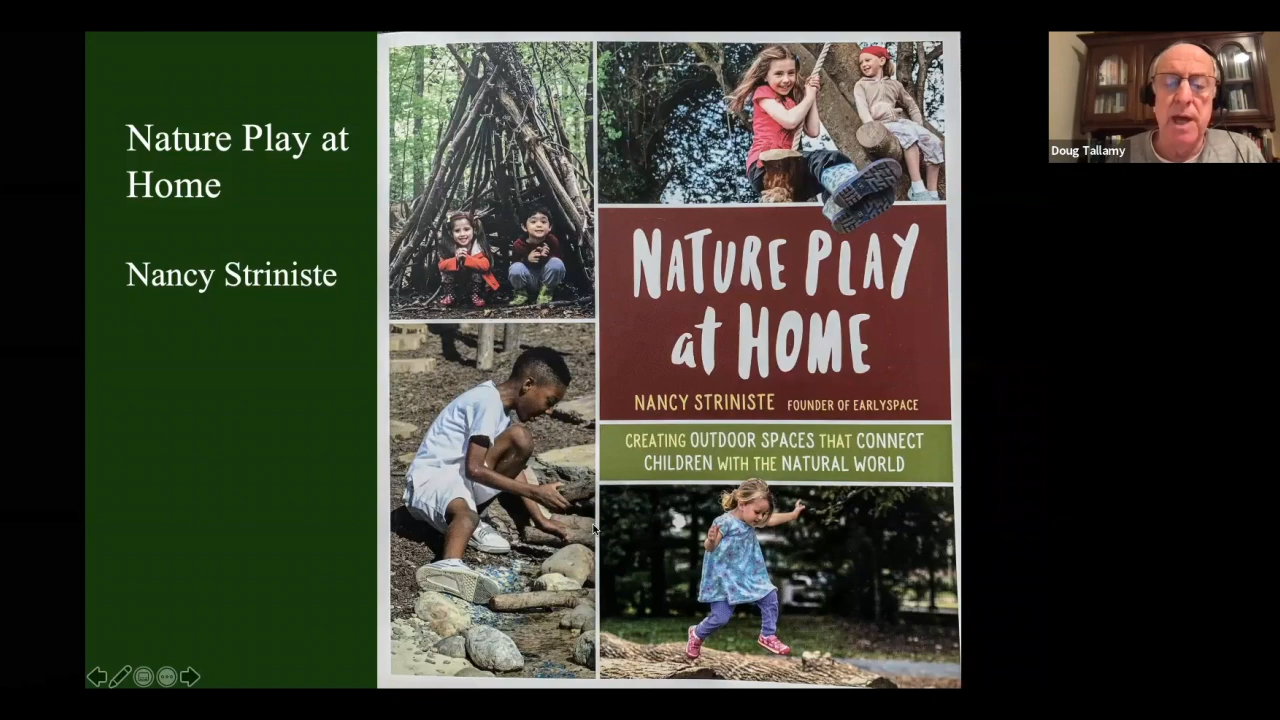 Nature Play at
Home
Nancy Striniste
NATURE PLAY
at HOME
NANCY STRINISTE FOUNDER OF EARLYSPACE
CREATING OUTDOOR SPACES THAT CONNECT
CHILDREN WITH THE NATURAL WORLD
Doug Tallamy